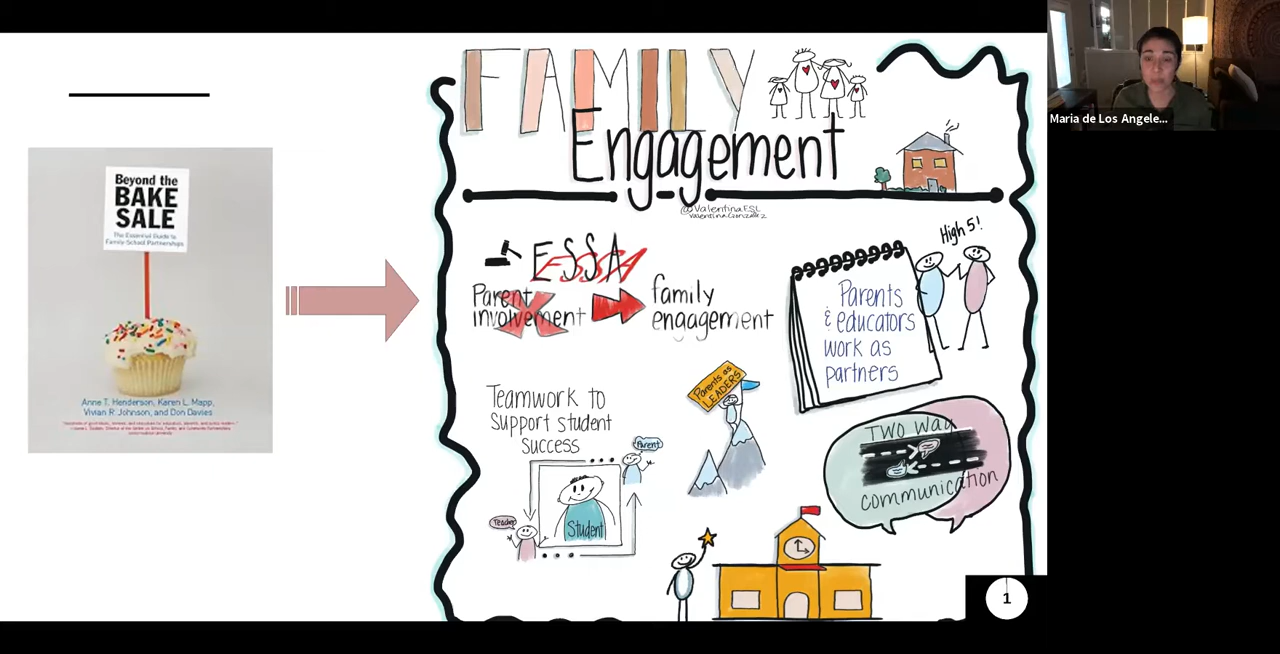 Beyond the
BAKE
SALE
The Essential Guide to
Family-School Partnerships
Anne T. Henderson, Karen L. Mapp,
Vivian R. Johnson, and Don Davies
FAMILY
Engagement
@ValentinaESL
Valentina Gonzalez
ESSA
Parent
involvement
family
engagement
High 5!
Parents
& educators
work as
partners
Teamwork to
support student
success
Parent
Teacher
Student
Parents as
LEADERS
Two way
communication
Maria de Los Angele...
1